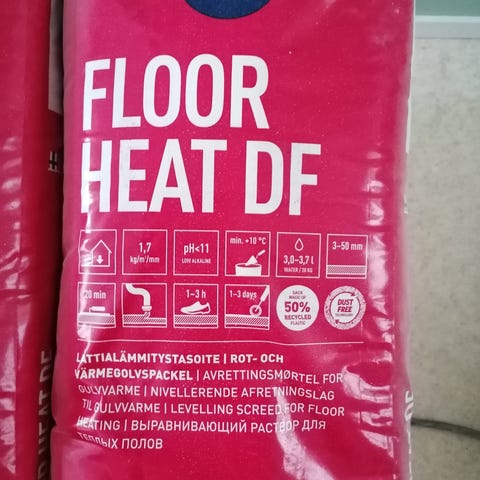 FLOOR
HEAT DF
1,7
kg/m²/mm
pH<11
LOW ALKALINE
min. +10 °C
3,0–3,7 l
WATER / 20 KG
3–50 mm
20 min
1–3 h
1–3 days
SACK
MADE OF
50%
RECYCLED
PLASTIC
DUST
FREE
TECHNOLOGY
LATTIALÄMMITYSTASOITE | ROT- OCH
VÄRMEGOLVSPACKEL | AVRETTINGSMØRTEL FOR
GULVVARME | NIVELLERENDE AFRETNINGSLAG
TIL GULVVARME | LEVELLING SCREED FOR FLOOR
HEATING | ВЫРАВНИВАЮЩИЙ РАСТВОР ДЛЯ
ТЕПЛЫХ ПОЛОВ